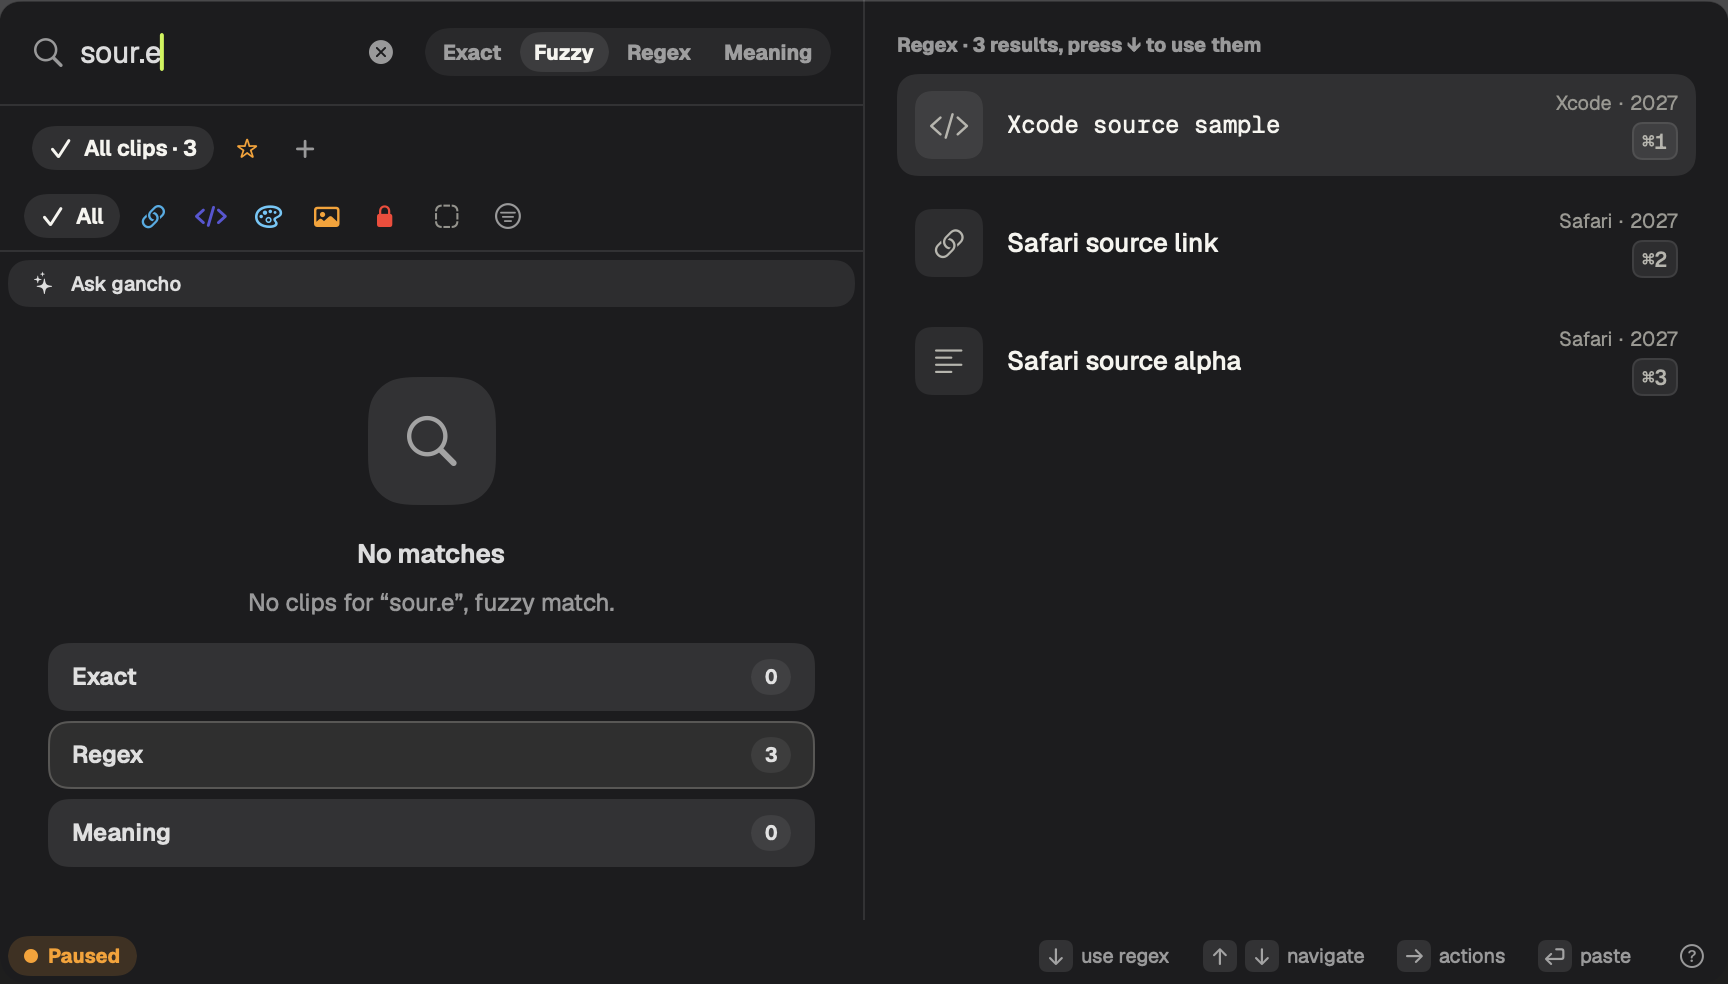 sour.e
Exact Fuzzy Regex Meaning
All clips · 3
All
Ask gancho
No matches
No clips for “sour.e”, fuzzy match.
Exact 0
Regex 3
Meaning 0
Paused
Regex · 3 results, press ↓ to use them
Xcode source sample
Xcode · 2027
⌘1
Safari source link
Safari · 2027
⌘2
Safari source alpha
Safari · 2027
⌘3
↓ use regex ↑ ↓ navigate → actions ↵ paste ?